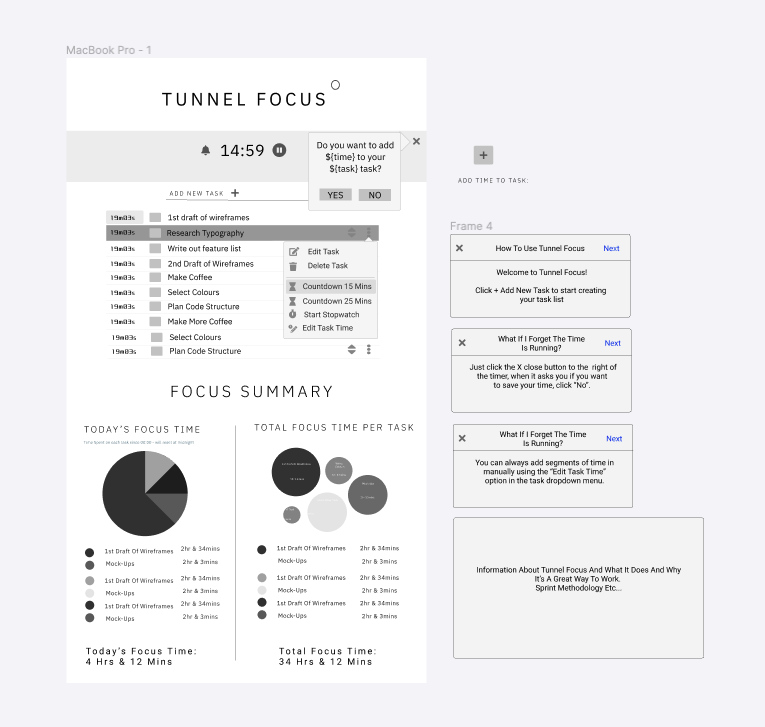 MacBook Pro - 1
TUNNEL FOCUS
14:59
Do you want to add
${time} to your
${task} task?
YES
NO
ADD NEW TASK +
19m03s 1st draft of wireframes
19m03s Research Typography
19m03s Write out feature list
19m03s 2nd Draft of Wireframes
19m03s Make Coffee
19m03s Select Colours
19m03s Plan Code Structure
19m03s Make More Coffee
19m03s Select Colours
19m03s Plan Code Structure
Edit Task
Delete Task
Countdown 15 Mins
Countdown 25 Mins
Start Stopwatch
Edit Task Time
FOCUS SUMMARY
TODAY'S FOCUS TIME
1st Draft Of Wireframes 2hr & 34mins
Mock-Ups 2hr & 3mins
1st Draft Of Wireframes 2hr & 34mins
Mock-Ups 2hr & 3mins
1st Draft Of Wireframes 2hr & 34mins
Mock-Ups 2hr & 3mins
Today's Focus Time:
4 Hrs & 12 Mins
TOTAL FOCUS TIME PER TASK
1st Draft Of Wireframes 2hr & 34mins
Mock-Ups 2hr & 3mins
1st Draft Of Wireframes 2hr & 34mins
Mock-Ups 2hr & 3mins
1st Draft Of Wireframes 2hr & 34mins
Mock-Ups 2hr & 3mins
Total Focus Time:
34 Hrs & 12 Mins
+
ADD TIME TO TASK:
Frame 4
How To Use Tunnel Focus Next
Welcome to Tunnel Focus!
Click + Add New Task to start creating
your task list
What If I Forget The Time
Is Running?
Next
Just click the X close button to the right of
the timer, when it asks you if you want
to save your time, click "No".
What If I Forget The Time
Is Running?
Next
You can always add segments of time in
manually using the "Edit Task Time"
option in the task dropdown menu.
Information About Tunnel Focus And What It Does And Why
It's A Great Way To Work.
Sprint Methodology Etc...